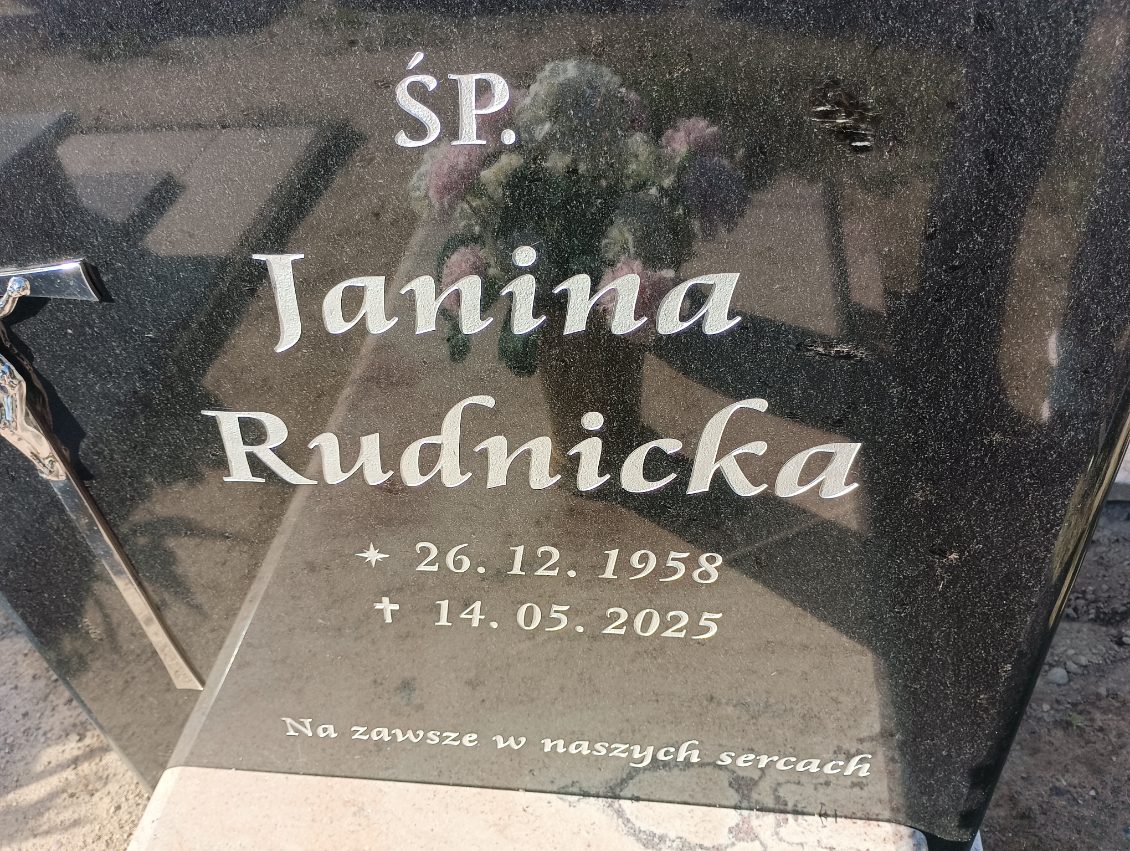 ŚP.
Janina
Rudnicka
✶ 26. 12. 1958
✝ 14. 05. 2025
Na zawsze w naszych sercach